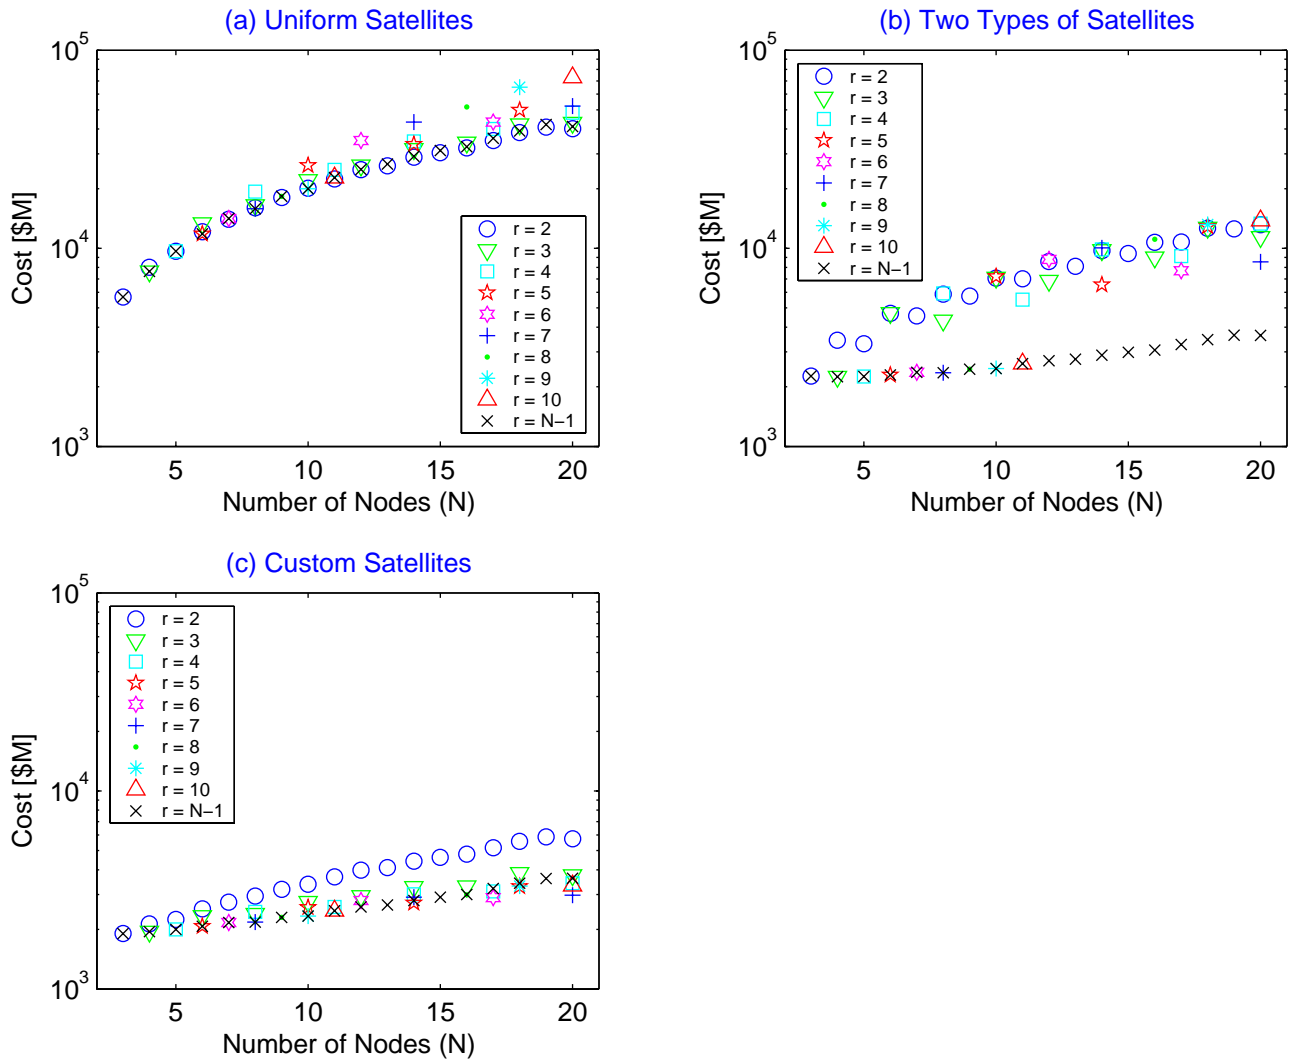 (a) Uniform Satellites
10^5
10^4
10^3
Cost [$M]
r = 2
r = 3
r = 4
r = 5
r = 6
r = 7
r = 8
r = 9
r = 10
r = N−1
5
10
15
20
Number of Nodes (N)
(b) Two Types of Satellites
10^5
10^4
10^3
Cost [$M]
r = 2
r = 3
r = 4
r = 5
r = 6
r = 7
r = 8
r = 9
r = 10
r = N−1
5
10
15
20
Number of Nodes (N)
(c) Custom Satellites
10^5
10^4
10^3
Cost [$M]
r = 2
r = 3
r = 4
r = 5
r = 6
r = 7
r = 8
r = 9
r = 10
r = N−1
5
10
15
20
Number of Nodes (N)